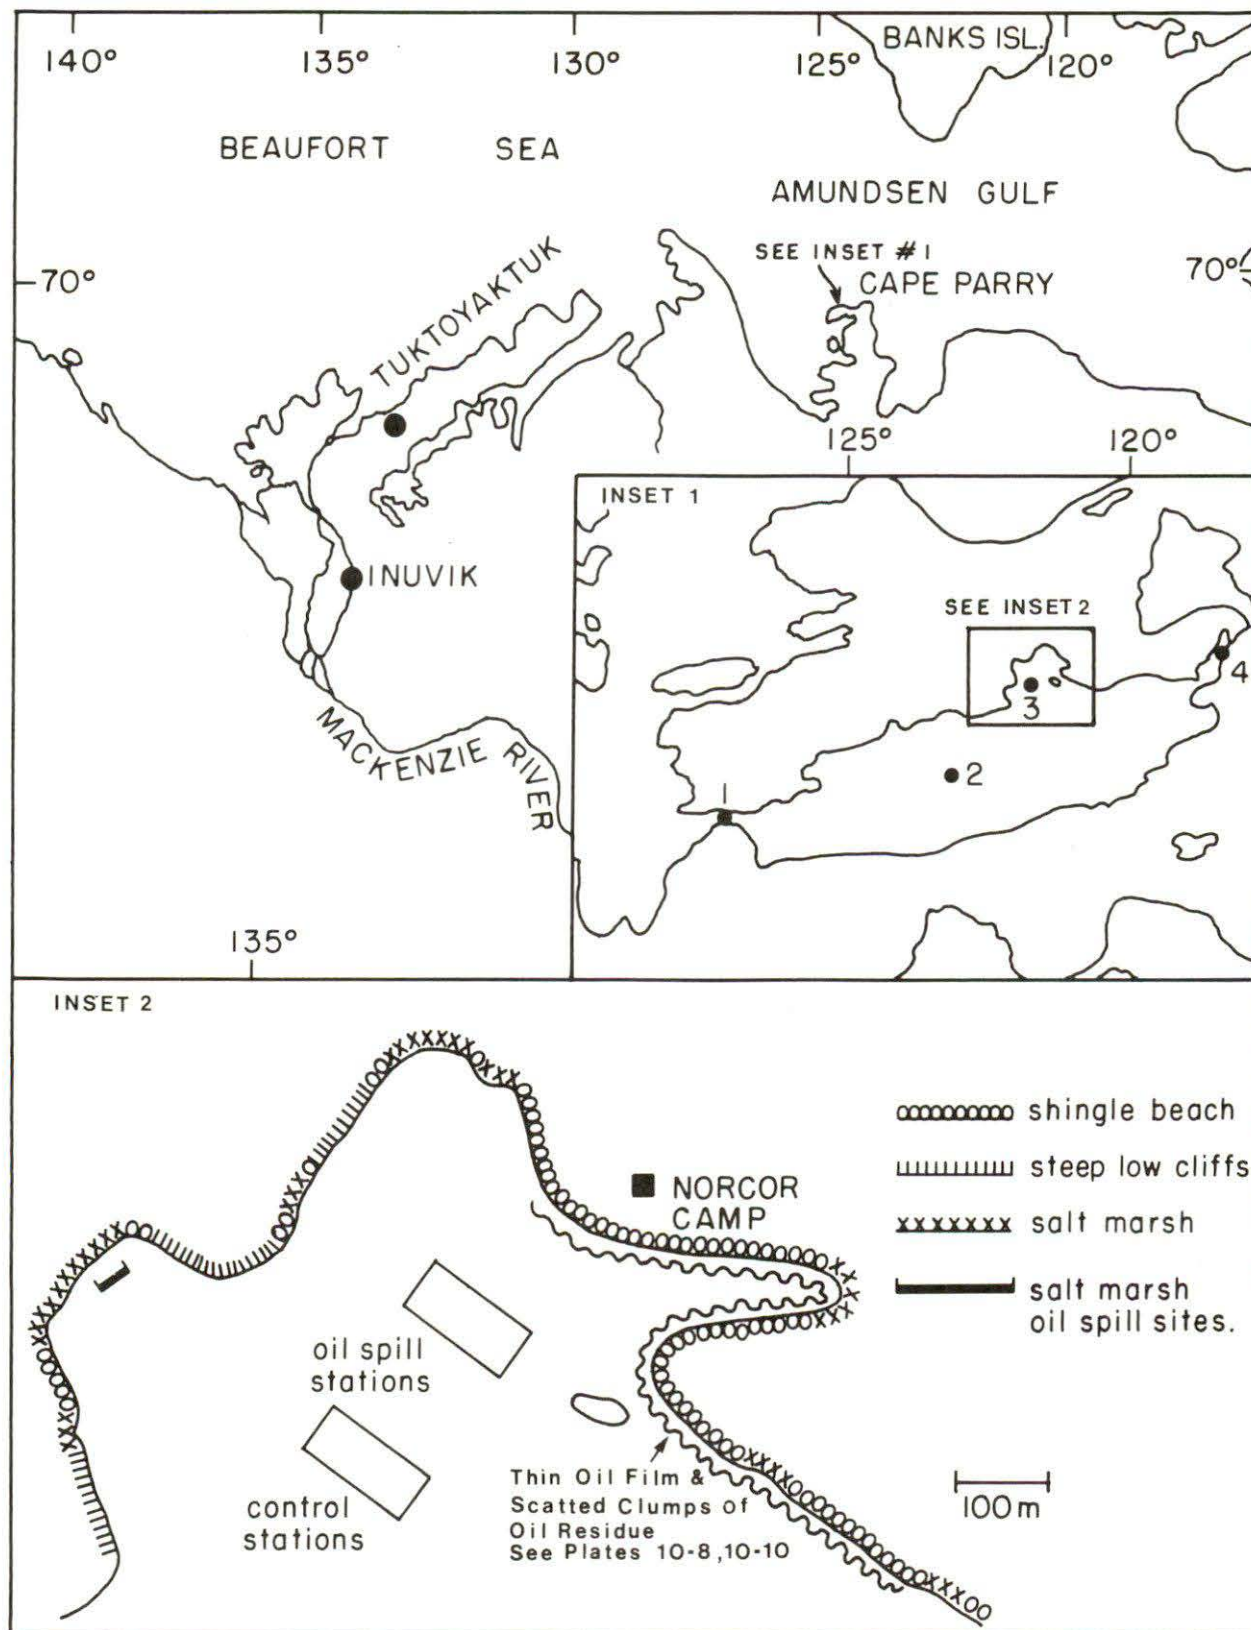 140° 135° 130° 125° 120°
BANKS ISL.
BEAUFORT SEA
AMUNDSEN GULF
SEE INSET #1
CAPE PARRY
70° 70°
TUKTOYAKTUK
125° 120°
INUVIK
MACKENZIE RIVER
135°
INSET 1
SEE INSET 2
1
2
3
4
INSET 2
NORCOR
CAMP
oil spill
stations
control
stations
Thin Oil Film &
Scatted Clumps of
Oil Residue
See Plates 10-8,10-10
shingle beach
steep low cliffs
salt marsh
salt marsh
oil spill sites.
100m